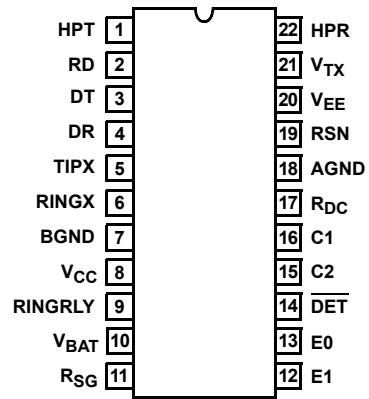 HPT 1 22 HPR
RD 2 21 VTX
DT 3 20 VEE
DR 4 19 RSN
TIPX 5 18 AGND
RINGX 6 17 RDC
BGND 7 16 C1
VCC 8 15 C2
RINGRLY 9 14 DET
VBAT 10 13 E0
RSG 11 12 E1